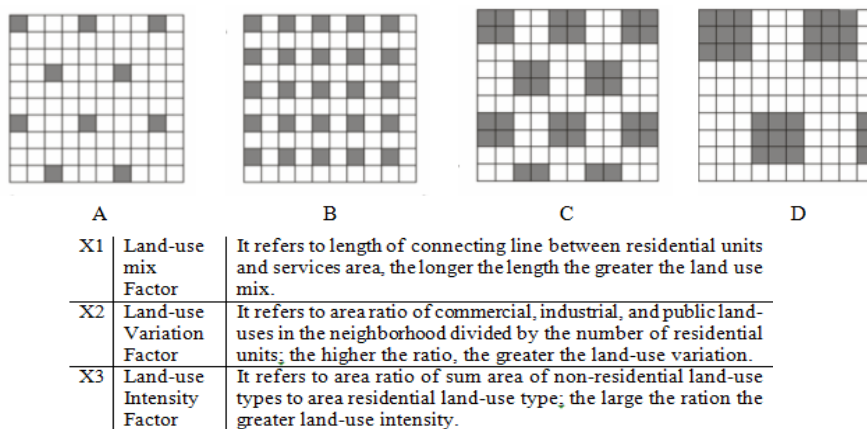 A B C D
X1 Land-use It refers to length of connecting line between residential units
mix and services area, the longer the length the greater the land use
Factor mix.
X2 Land-use It refers to area ratio of commercial, industrial, and public land-
Variation uses in the neighborhood divided by the number of residential
Factor units; the higher the ratio, the greater the land-use variation.
X3 Land-use It refers to area ratio of sum area of non-residential land-use
Intensity types to area residential land-use type; the large the ration the
Factor greater land-use intensity.